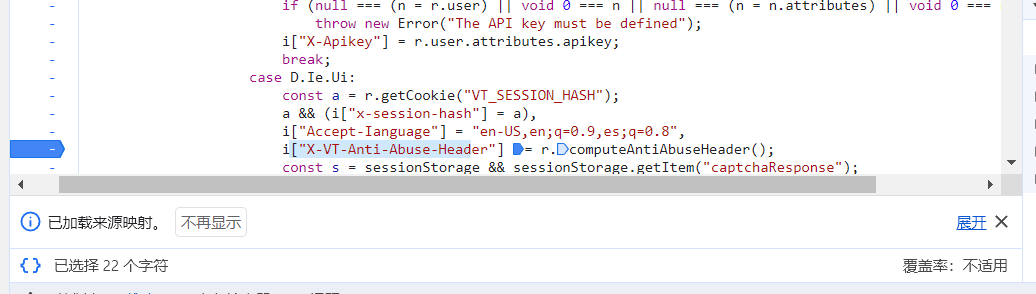 if (null === (n = r.user) || void 0 === n || null === (n = n.attributes) || void 0 ===
throw new Error("The API key must be defined");
i["X-Apikey"] = r.user.attributes.apikey;
break;
case D.Ie.Ui:
const a = r.getCookie("VT_SESSION_HASH");
a && (i["x-session-hash"] = a),
i["Accept-Ianguage"] = "en-US,en;q=0.9,es;q=0.8",
i["X-VT-Anti-Abuse-Header"] = r.computeAntiAbuseHeader();
const s = sessionStorage && sessionStorage.getItem("captchaResponse");
已加载来源映射。 不再显示 展开
{} 已选择 22 个字符 覆盖率：不适用